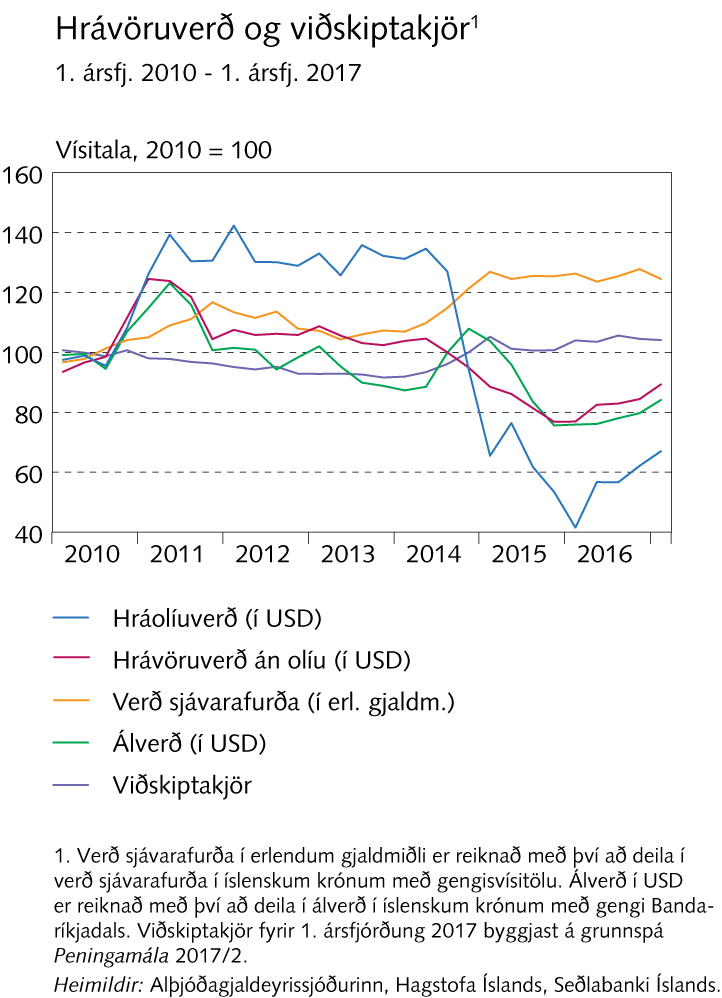 Hrávöruverð og viðskiptakjör¹
1. ársfj. 2010 - 1. ársfj. 2017
Vísitala, 2010 = 100
160
140
120
100
80
60
40
2010 2011 2012 2013 2014 2015 2016
Hráolíuverð (í USD)
Hrávöruverð án olíu (í USD)
Verð sjávarafurða (í erl. gjaldm.)
Álverð (í USD)
Viðskiptakjör
1. Verð sjávarafurða í erlendum gjaldmiðli er reiknað með því að deila í
verð sjávarafurða í íslenskum krónum með gengisvísitölu. Álverð í USD
er reiknað með því að deila í álverð í íslenskum krónum með gengi Banda-
ríkjadals. Viðskiptakjör fyrir 1. ársfjórðung 2017 byggjast á grunnspá
Peningamála 2017/2.
Heimildir: Alþjóðagjaldeyrissjóðurinn, Hagstofa Íslands, Seðlabanki Íslands.